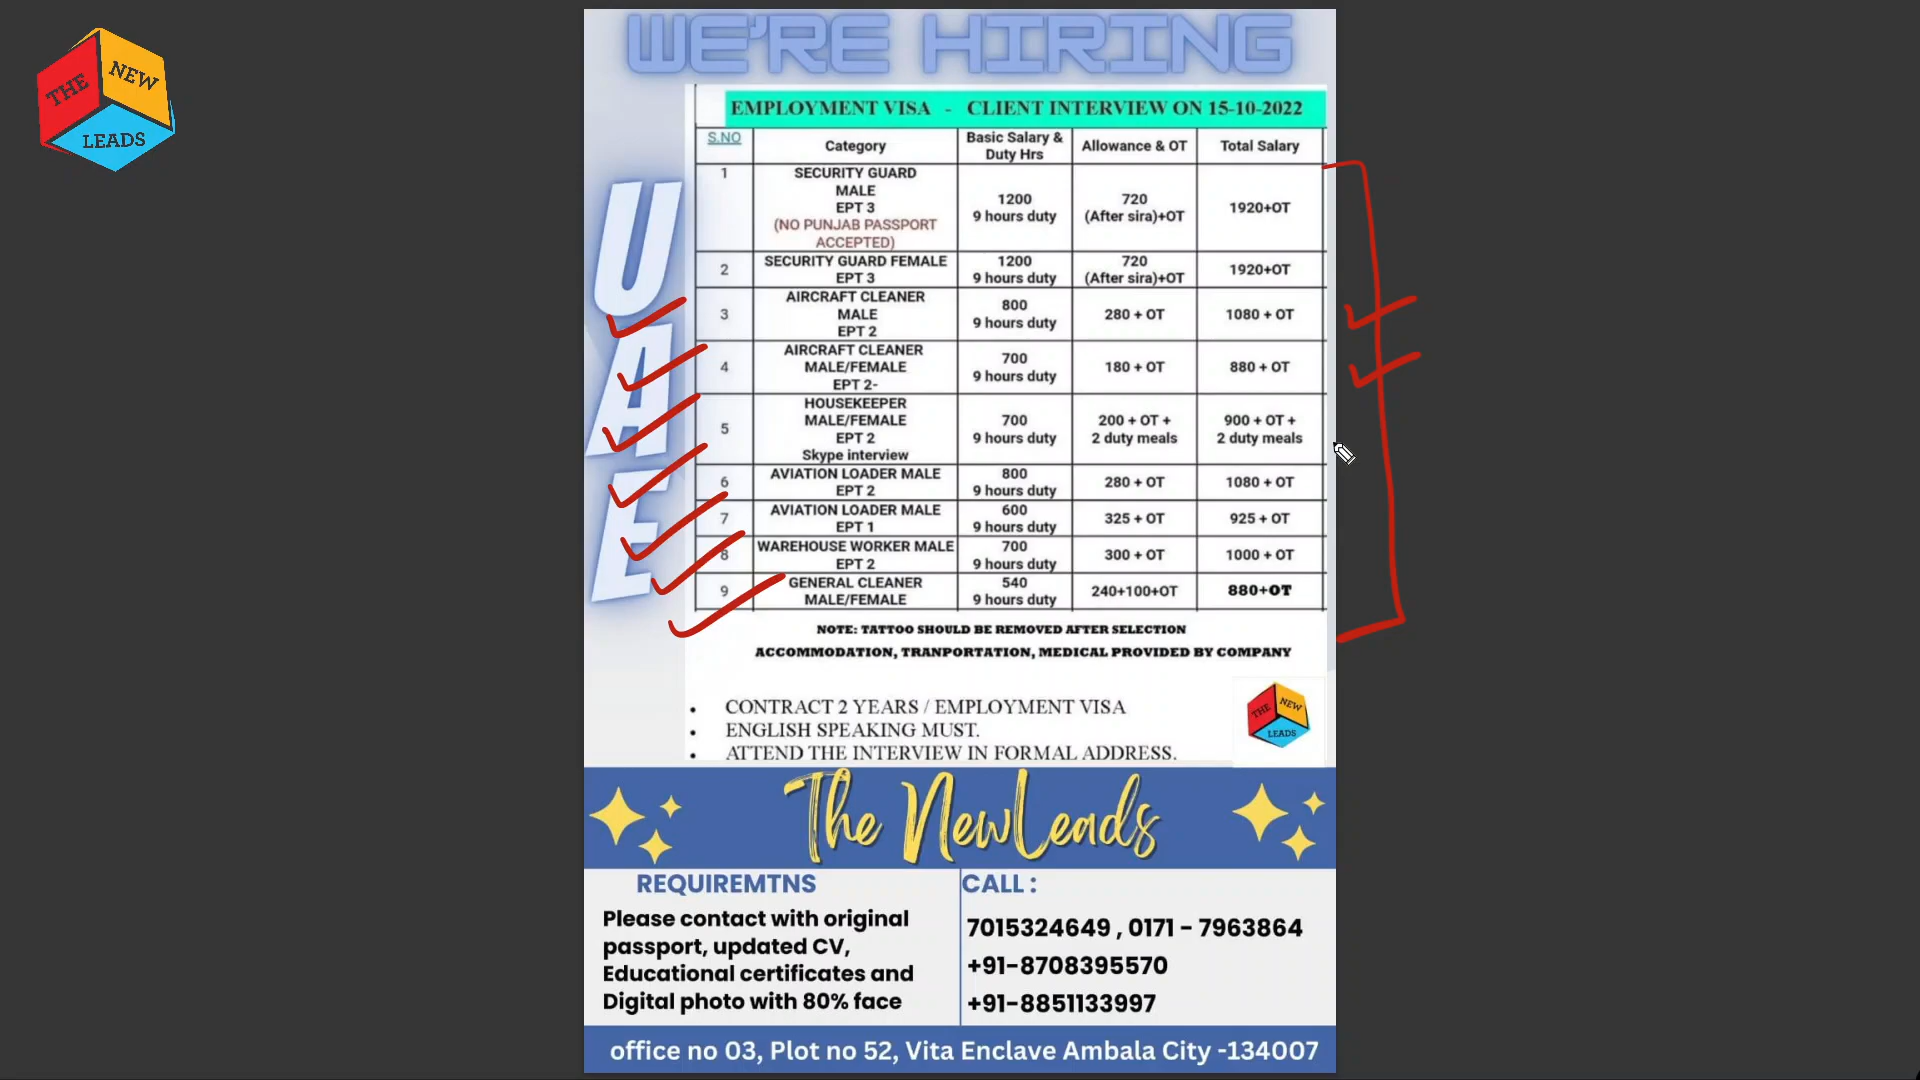 THE NEW LEADS
WE'RE HIRING
UAE
EMPLOYMENT VISA - CLIENT INTERVIEW ON 15-10-2022
S.NO Category Basic Salary & Duty Hrs Allowance & OT Total Salary
1 SECURITY GUARD MALE EPT 3 (NO PUNJAB PASSPORT ACCEPTED) 1200 9 hours duty 720 (After sira)+OT 1920+OT
2 SECURITY GUARD FEMALE EPT 3 1200 9 hours duty 720 (After sira)+OT 1920+OT
3 AIRCRAFT CLEANER MALE EPT 2 800 9 hours duty 280 + OT 1080 + OT
4 AIRCRAFT CLEANER MALE/FEMALE EPT 2- 700 9 hours duty 180 + OT 880 + OT
5 HOUSEKEEPER MALE/FEMALE EPT 2 Skype interview 700 9 hours duty 200 + OT + 2 duty meals 900 + OT + 2 duty meals
6 AVIATION LOADER MALE EPT 2 800 9 hours duty 280 + OT 1080 + OT
7 AVIATION LOADER MALE EPT 1 600 9 hours duty 325 + OT 925 + OT
8 WAREHOUSE WORKER MALE EPT 2 700 9 hours duty 300 + OT 1000 + OT
9 GENERAL CLEANER MALE/FEMALE 540 9 hours duty 240+100+OT 880+OT
NOTE: TATTOO SHOULD BE REMOVED AFTER SELECTION
ACCOMMODATION, TRANPORTATION, MEDICAL PROVIDED BY COMPANY
• CONTRACT 2 YEARS / EMPLOYMENT VISA
• ENGLISH SPEAKING MUST.
• ATTEND THE INTERVIEW IN FORMAL ADDRESS.
THE NEW LEADS
The NewLeads
REQUIREMTNS
Please contact with original
passport, updated CV,
Educational certificates and
Digital photo with 80% face
CALL :
7015324649 , 0171 - 7963864
+91-8708395570
+91-8851133997
office no 03, Plot no 52, Vita Enclave Ambala City -134007